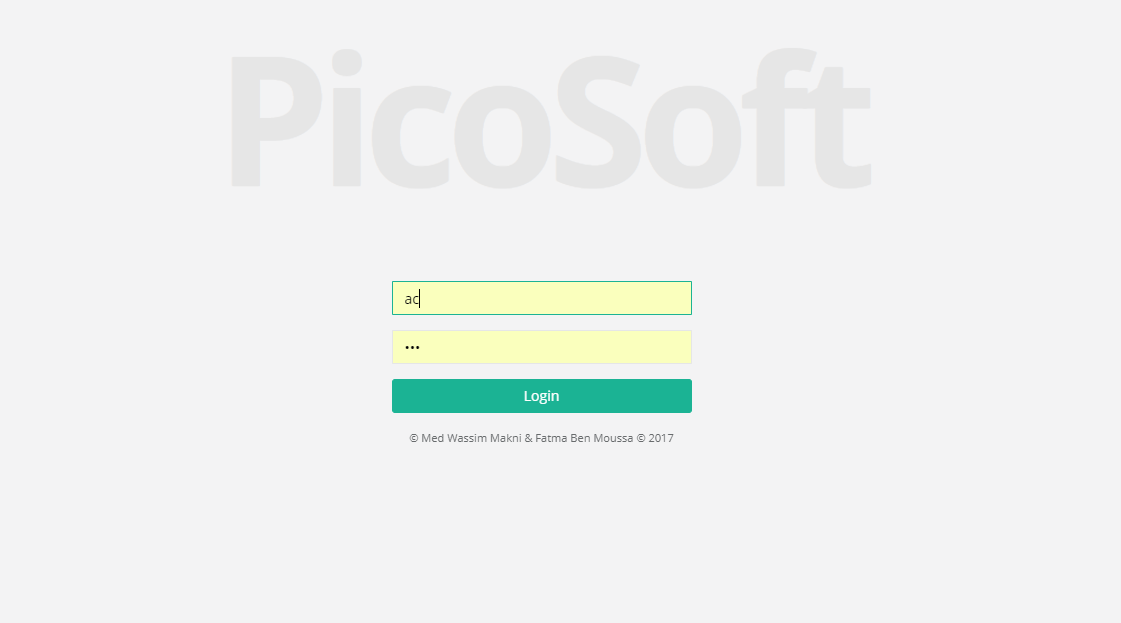 PicoSoft
ac
•••
Login
© Med Wassim Makni & Fatma Ben Moussa © 2017